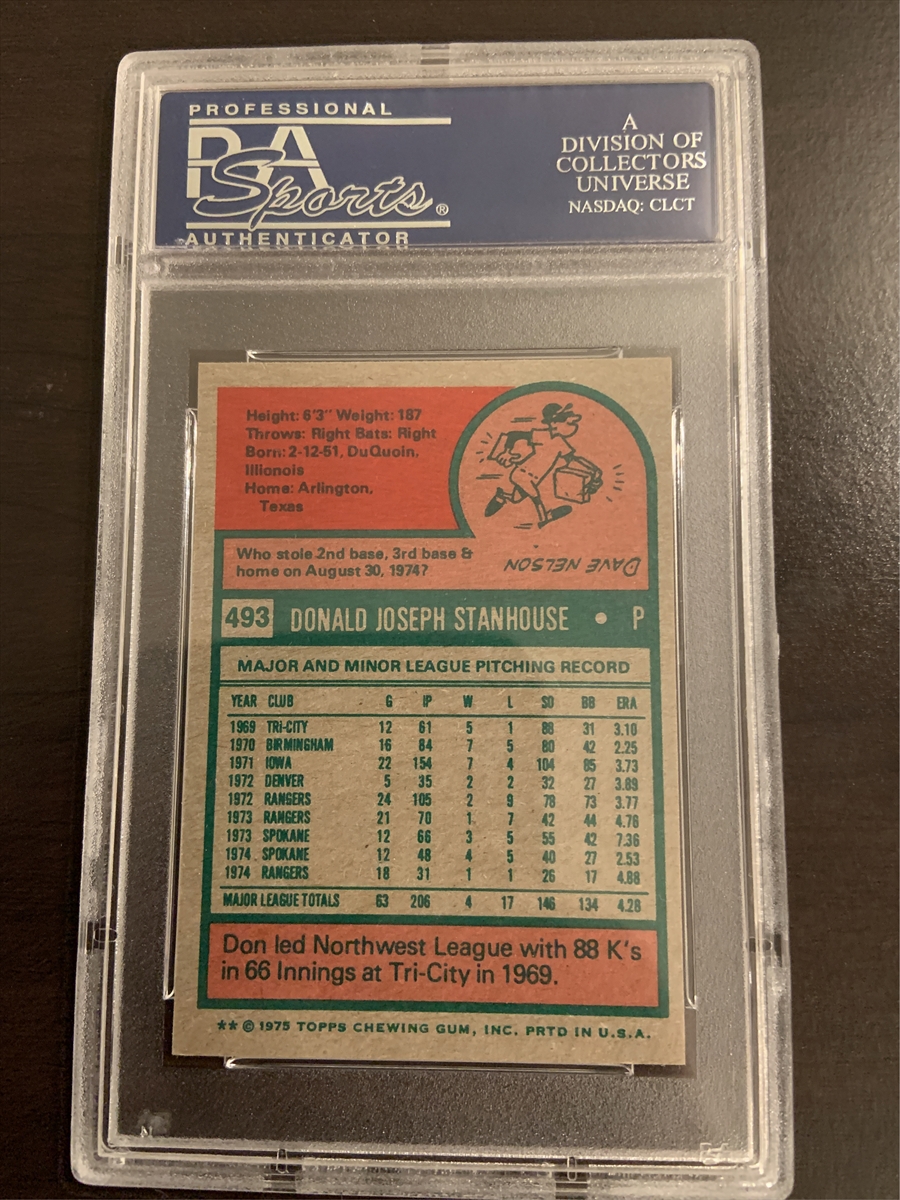 PROFESSIONAL
PSA
Sports®
AUTHENTICATOR
A
DIVISION OF
COLLECTORS
UNIVERSE
NASDAQ: CLCT
Height: 6'3" Weight: 187
Throws: Right Bats: Right
Born: 2-12-51, DuQuoin,
Illionois
Home: Arlington,
Texas
Who stole 2nd base, 3rd base &
home on August 30, 1974?
DAVE NELSON
493 DONALD JOSEPH STANHOUSE • P
MAJOR AND MINOR LEAGUE PITCHING RECORD
YEAR CLUB G IP W L SO BB ERA
1969 TRI-CITY 12 61 5 1 88 31 3.10
1970 BIRMINGHAM 16 84 7 5 80 42 2.25
1971 IOWA 22 154 7 4 104 85 3.73
1972 DENVER 5 35 2 2 32 27 3.89
1972 RANGERS 24 105 2 9 78 73 3.77
1973 RANGERS 21 70 1 7 42 44 4.76
1973 SPOKANE 12 66 3 5 55 42 7.36
1974 SPOKANE 12 48 4 5 40 27 2.53
1974 RANGERS 18 31 1 1 26 17 4.88
MAJOR LEAGUE TOTALS 63 206 4 17 146 134 4.28
Don led Northwest League with 88 K's
in 66 Innings at Tri-City in 1969.
** © 1975 TOPPS CHEWING GUM, INC. PRTD IN U.S.A.